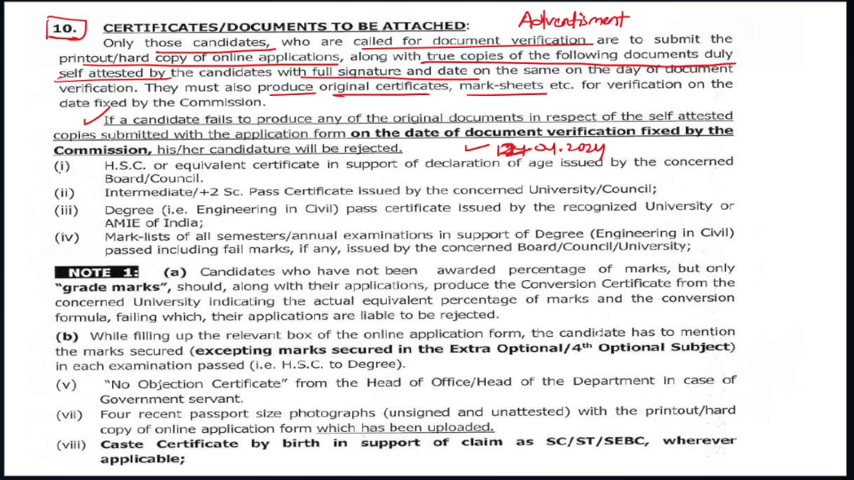 Advertisment
10. CERTIFICATES/DOCUMENTS TO BE ATTACHED:
Only those candidates, who are called for document verification are to submit the
printout/hard copy of online applications, along with true copies of the following documents duly
self attested by the candidates with full signature and date on the same on the day of document
verification. They must also produce original certificates, mark-sheets etc. for verification on the
date fixed by the Commission.
If a candidate fails to produce any of the original documents in respect of the self attested
copies submitted with the application form on the date of document verification fixed by the
Commission, his/her candidature will be rejected.
(i) H.S.C. or equivalent certificate in support of declaration of age issued by the concerned
Board/Council.
(ii) Intermediate/+2 Sc. Pass Certificate issued by the concerned University/Council;
(iii) Degree (i.e. Engineering in Civil) pass certificate issued by the recognized University or
AMIE of India;
(iv) Mark-lists of all semesters/annual examinations in support of Degree (Engineering in Civil)
passed including fail marks, if any, issued by the concerned Board/Council/University;
NOTE 1: (a) Candidates who have not been awarded percentage of marks, but only
"grade marks", should, along with their applications, produce the Conversion Certificate from the
concerned University indicating the actual equivalent percentage of marks and the conversion
formula, failing which, their applications are liable to be rejected.
(b) While filling up the relevant box of the online application form, the candidate has to mention
the marks secured (excepting marks secured in the Extra Optional/4th Optional Subject)
in each examination passed (i.e. H.S.C. to Degree).
(v) "No Objection Certificate" from the Head of Office/Head of the Department in case of
Government servant.
(vii) Four recent passport size photographs (unsigned and unattested) with the printout/hard
copy of online application form which has been uploaded.
(viii) Caste Certificate by birth in support of claim as SC/ST/SEBC, wherever
applicable;